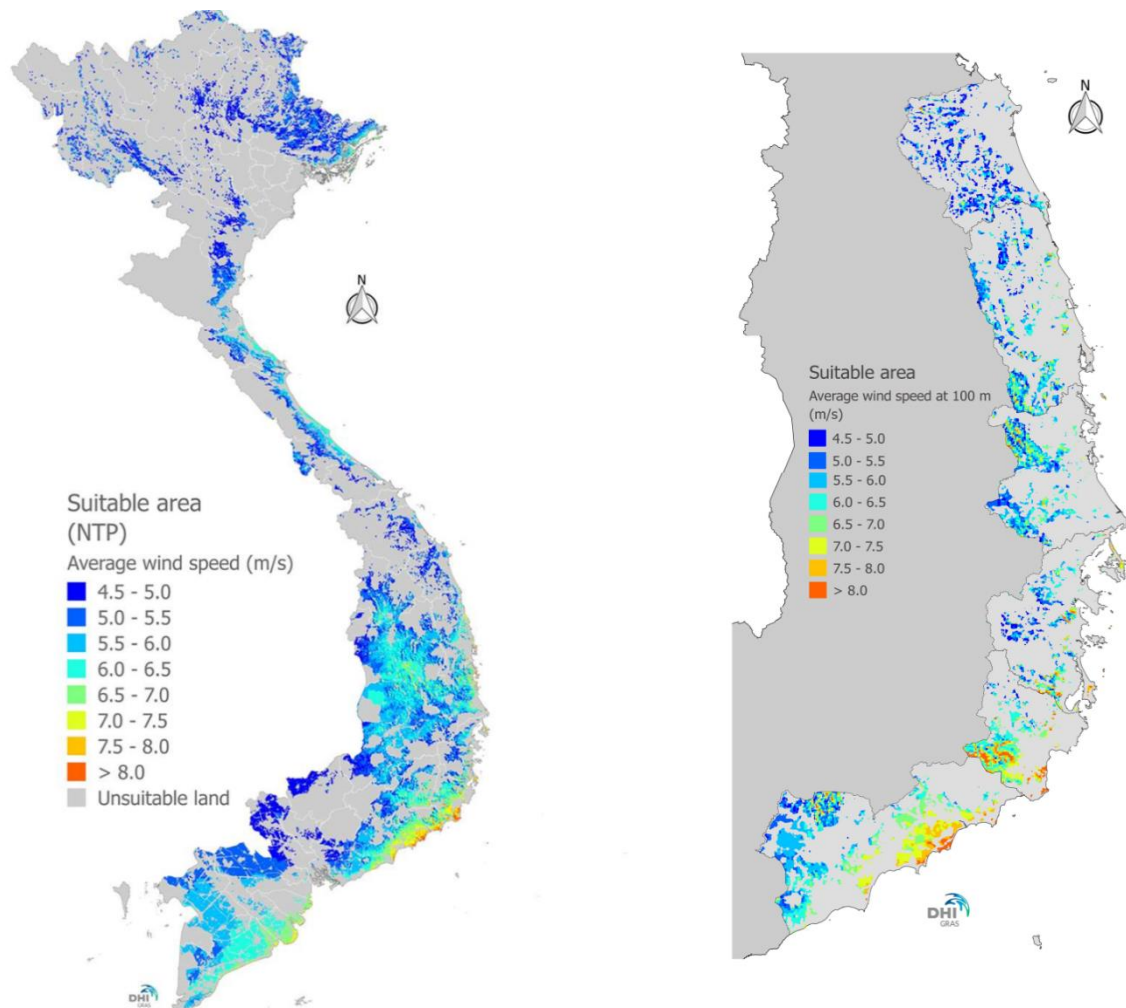 N
Suitable area
(NTP)
Average wind speed (m/s)
4.5 - 5.0
5.0 - 5.5
5.5 - 6.0
6.0 - 6.5
6.5 - 7.0
7.0 - 7.5
7.5 - 8.0
> 8.0
Unsuitable land
DHI
GRAS
N
Suitable area
Average wind speed at 100 m
(m/s)
4.5 - 5.0
5.0 - 5.5
5.5 - 6.0
6.0 - 6.5
6.5 - 7.0
7.0 - 7.5
7.5 - 8.0
> 8.0
DHI
GRAS